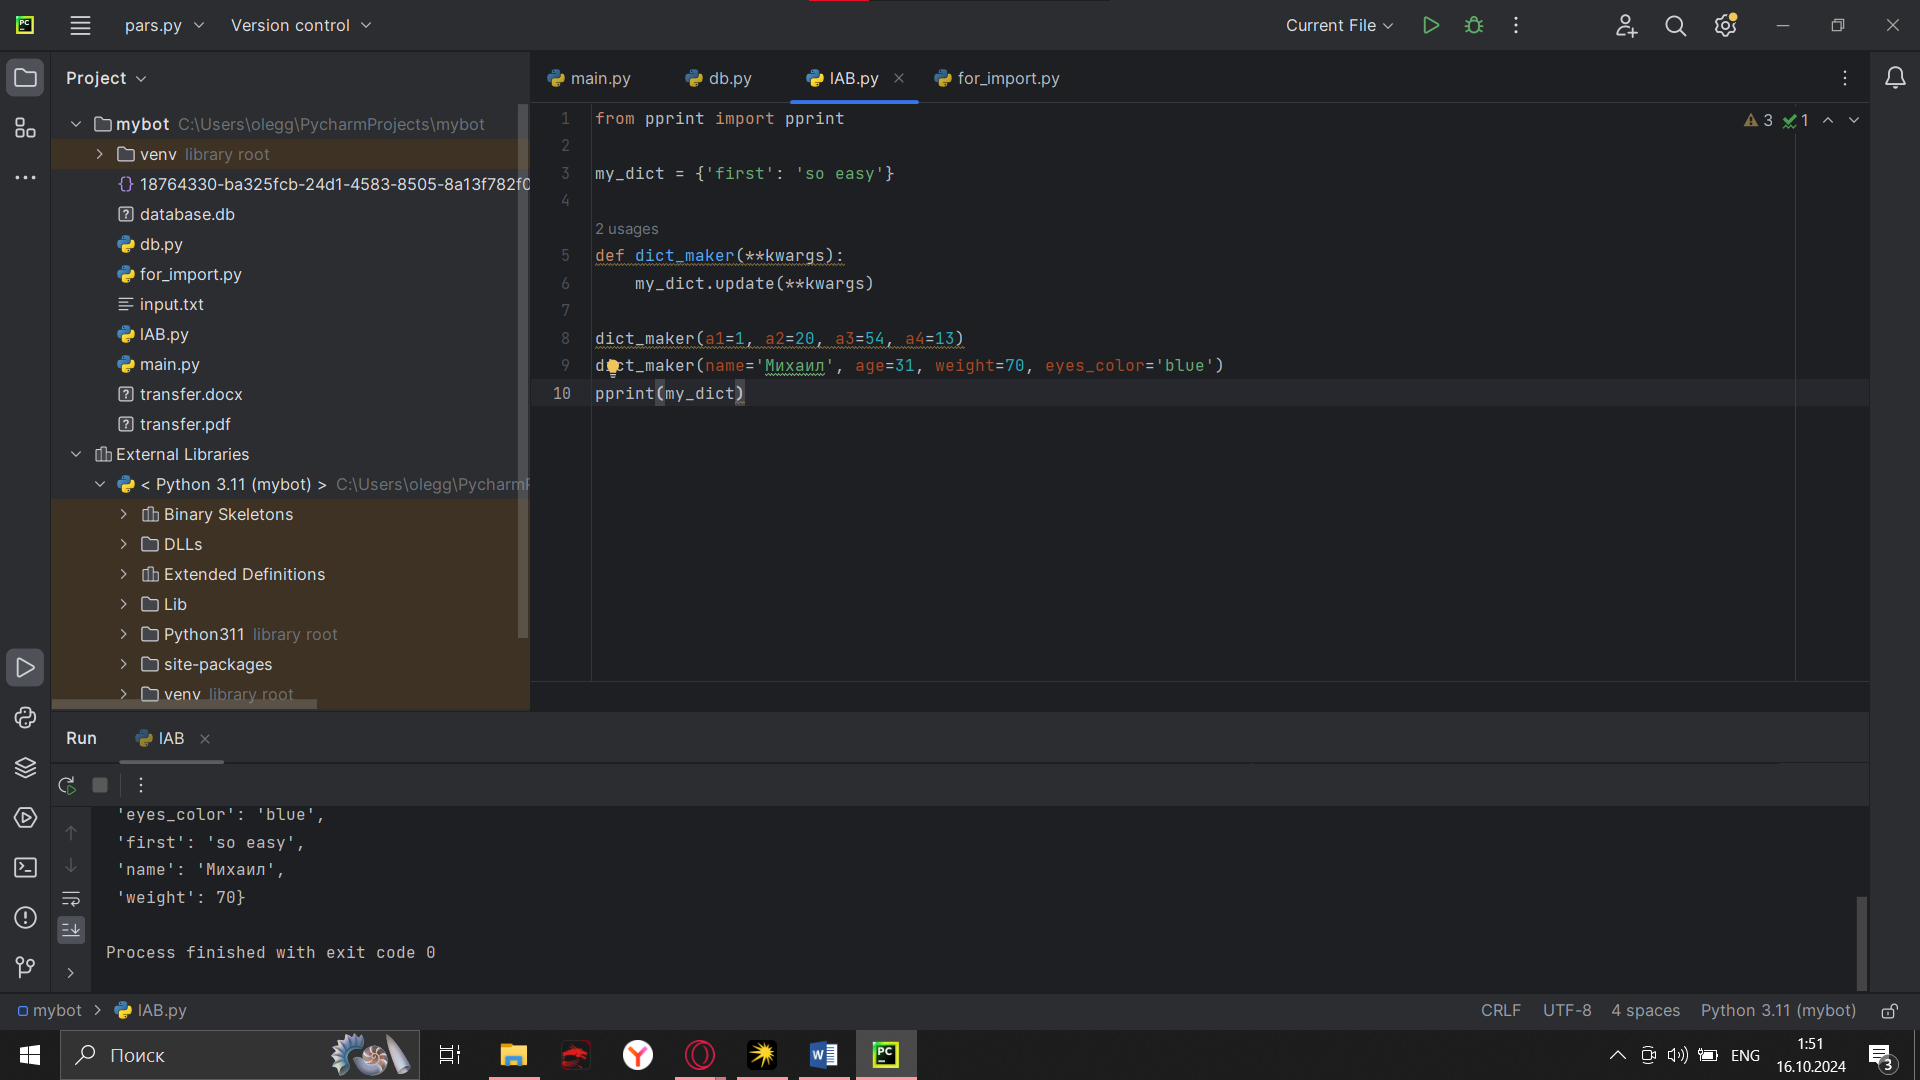 pars.py
Version control
Current File
Project
main.py
db.py
IAB.py
for_import.py
mybot C:\Users\olegg\PycharmProjects\mybot
venv library root
18764330-ba325fcb-24d1-4583-8505-8a13f782f0
database.db
db.py
for_import.py
input.txt
IAB.py
main.py
transfer.docx
transfer.pdf
External Libraries
< Python 3.11 (mybot) > C:\Users\olegg\Pycharm
Binary Skeletons
DLLs
Extended Definitions
Lib
Python311 library root
site-packages
venv library root
3 1
1 from pprint import pprint
2
3 my_dict = {'first': 'so easy'}
4
2 usages
5 def dict_maker(**kwargs):
6 my_dict.update(**kwargs)
7
8 dict_maker(a1=1, a2=20, a3=54, a4=13)
9 dict_maker(name='Михаил', age=31, weight=70, eyes_color='blue')
10 pprint(my_dict)
Run
IAB
'eyes_color': 'blue',
'first': 'so easy',
'name': 'Михаил',
'weight': 70}
Process finished with exit code 0
mybot > IAB.py
CRLF UTF-8 4 spaces Python 3.11 (mybot)
Поиск
ENG
1:51
16.10.2024
3